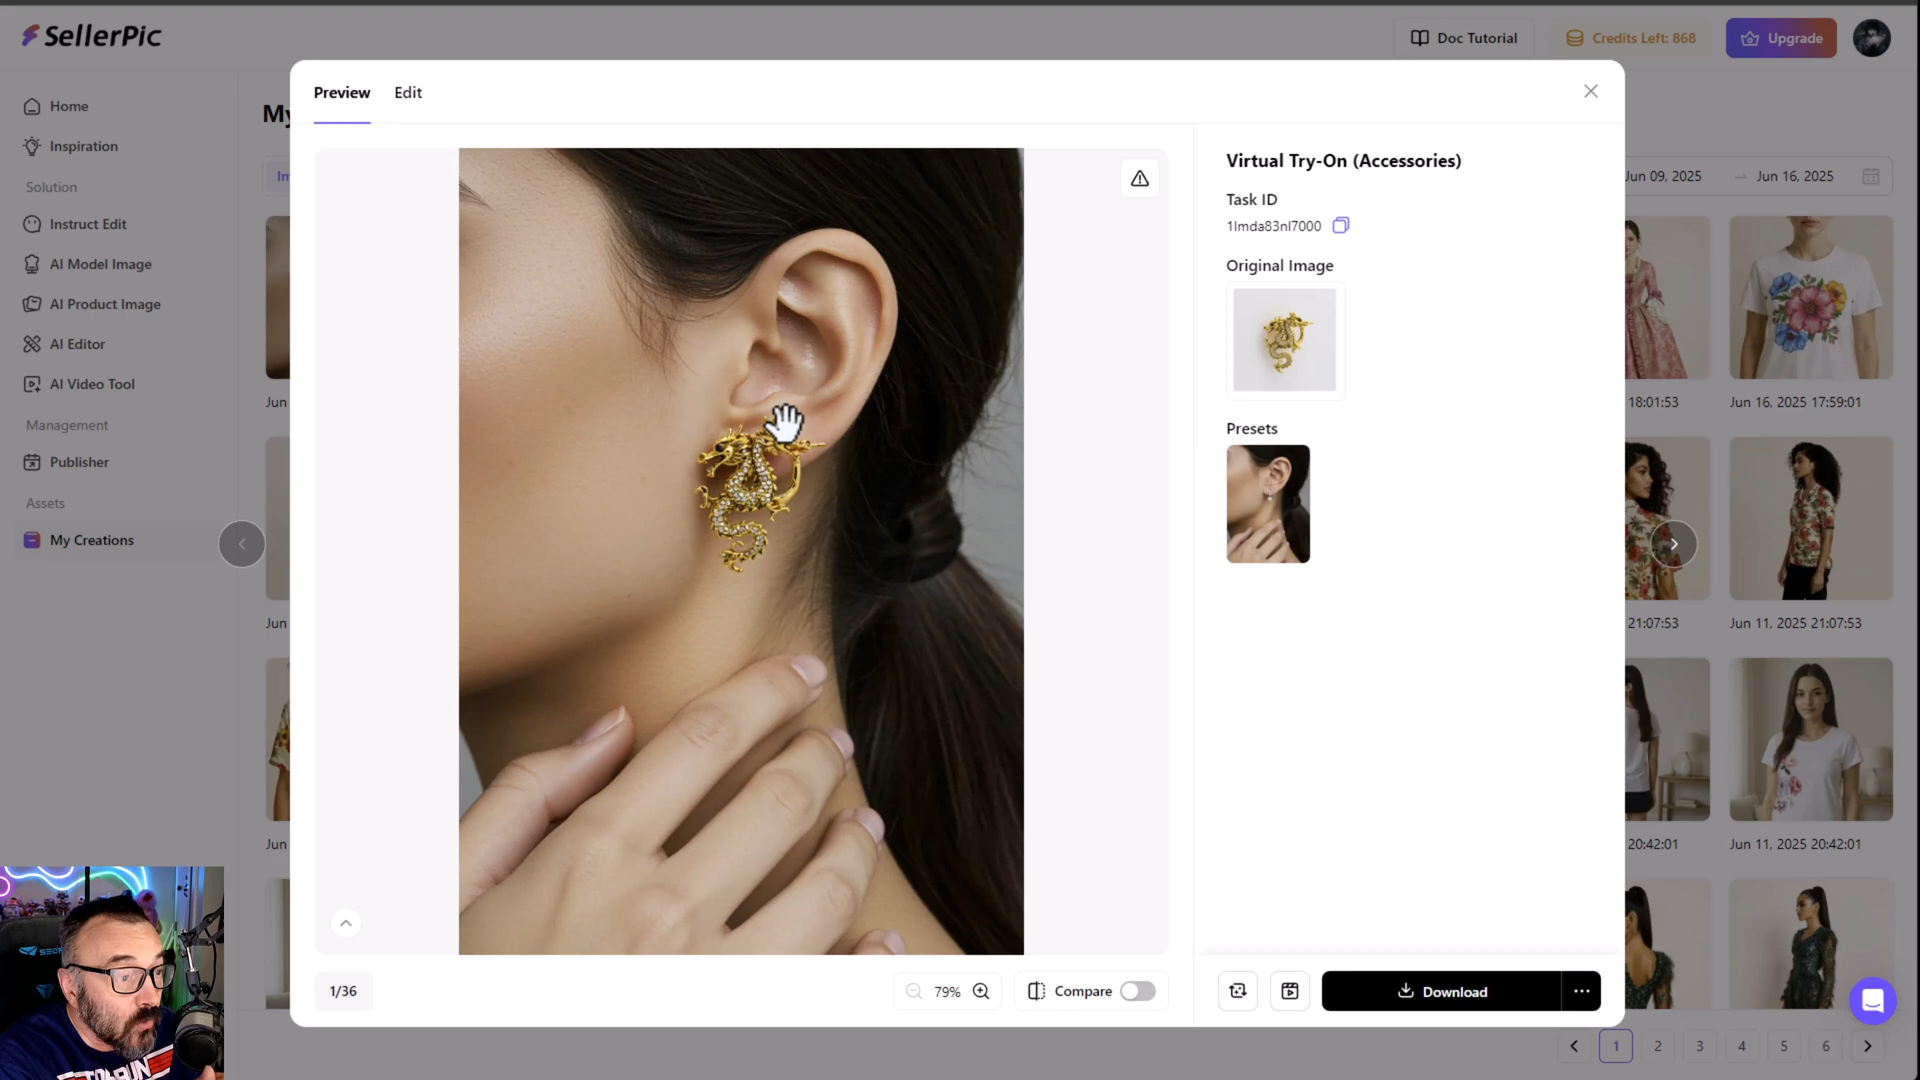 SellerPic
Doc Tutorial
Credits Left: 868
Upgrade
Home
Inspiration
Solution
Instruct Edit
AI Model Image
AI Product Image
AI Editor
AI Video Tool
Management
Publisher
Assets
My Creations
My
Im
Jun
Jun
Jun
Preview
Edit
1/36
79%
Compare
Virtual Try-On (Accessories)
Task ID
1lmda83nl7000
Original Image
Presets
Download
Jun 09, 2025
Jun 16, 2025
18:01:53
Jun 16, 2025 17:59:01
21:07:53
Jun 11, 2025 21:07:53
20:42:01
Jun 11, 2025 20:42:01
1
2
3
4
5
6